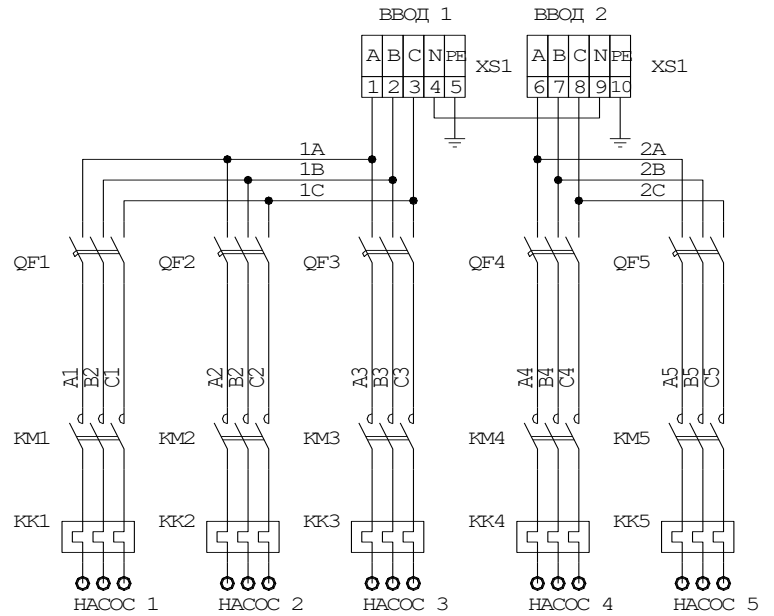 ВВОД 1 ВВОД 2
A B C N PE XS1 A B C N PE XS1
1 2 3 4 5 6 7 8 9 10
1A 2A
1B 2B
1C 2C
QF1 QF2 QF3 QF4 QF5
A1 B2 C1 A2 B2 C2 A3 B3 C3 A4 B4 C4 A5 B5 C5
KM1 KM2 KM3 KM4 KM5
KK1 KK2 KK3 KK4 KK5
НАСОС 1 НАСОС 2 НАСОС 3 НАСОС 4 НАСОС 5